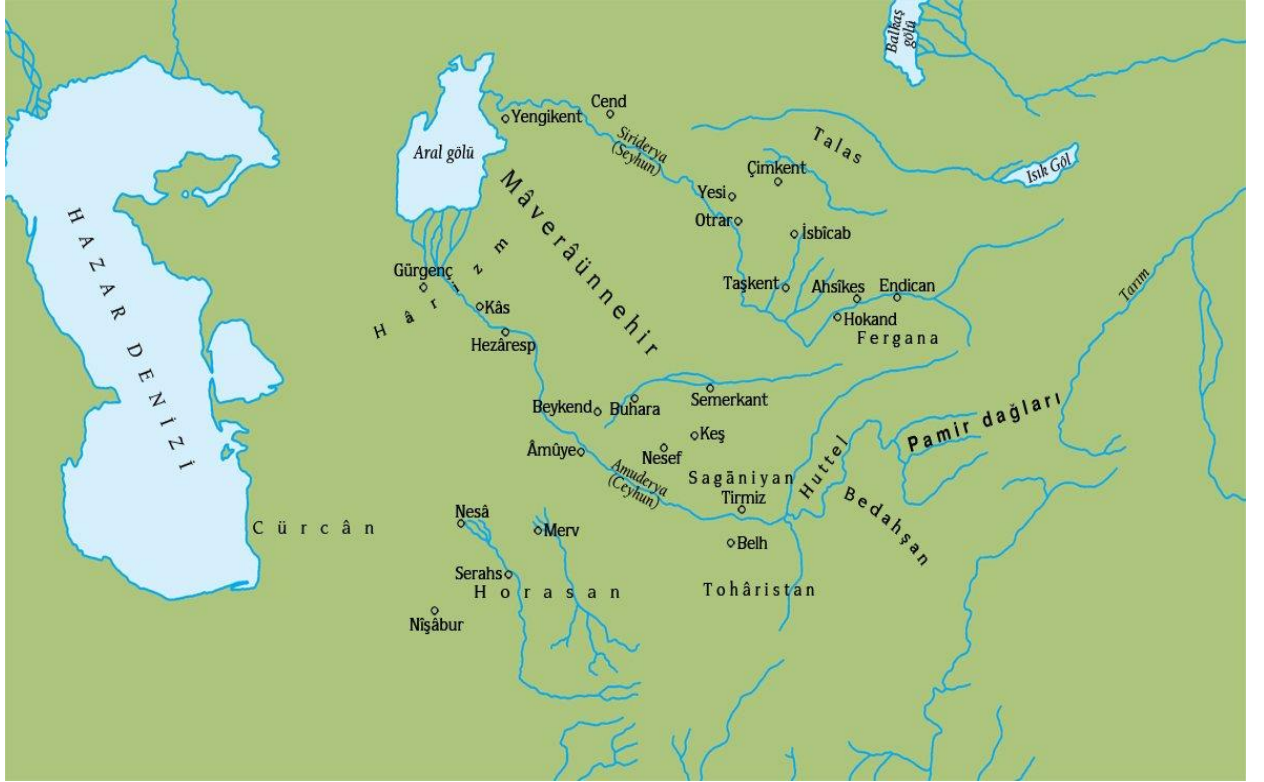 Balkaş
gölü
Aral gölü
Yengikent
Cend
Siriderya
(Seyhun)
Talas
Çimkent
Isık Göl
Yesi
Otrar
İsbîcab
Mâverâünnehir
HAZAR DENİZİ
Gürgenç
Hârizm
Kâs
Hezâresp
Taşkent
Ahsîkes
Endican
Hokand
Fergana
Tarım
Beykend
Buhara
Semerkant
Keş
Nesef
Âmûye
Amuderya
(Ceyhun)
Sagāniyan
Tirmiz
Huttel
Pamir dağları
Bedahşan
Belh
Tohâristan
Cürcân
Nesâ
Merv
Serahs
Horasan
Nîşâbur